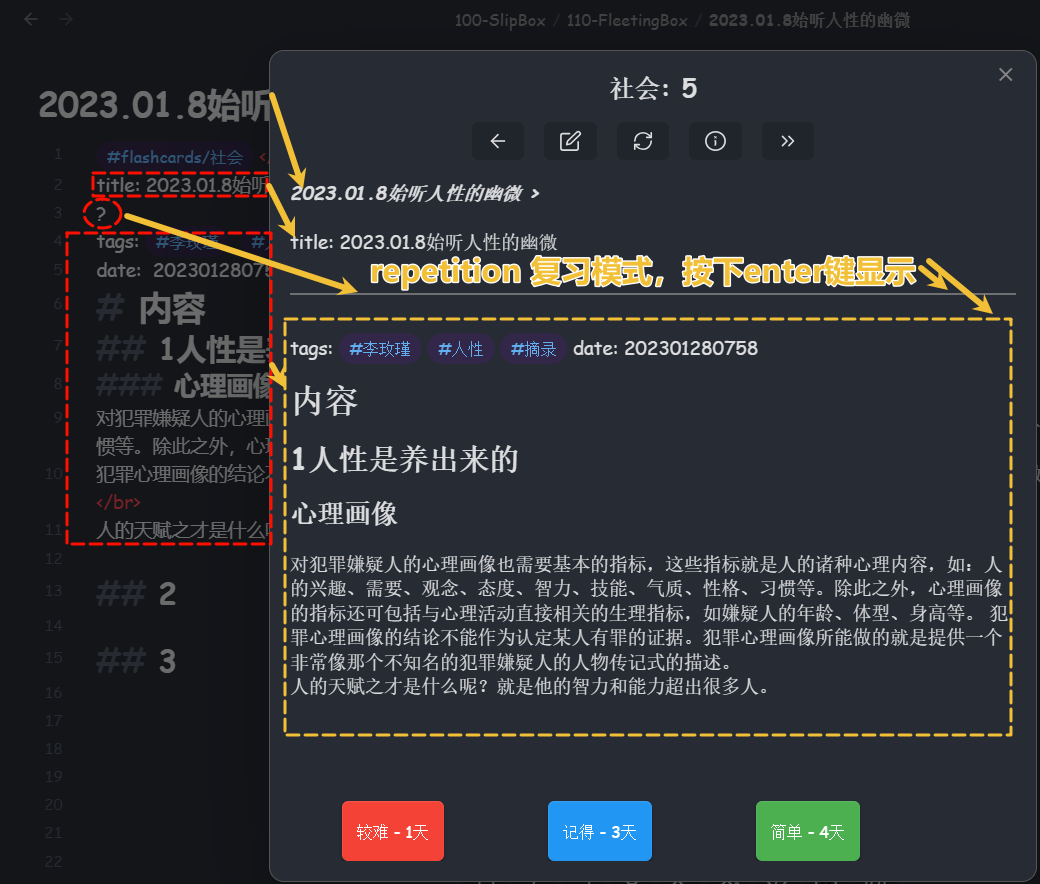 100-SlipBox / 110-FleetingBox / 2023.01.8始听人性的幽微
2023.01.8始听
1 #flashcards/社会 <
2 title: 2023.01.8始听
3 ?
4 tags: #李玫瑾 #
5 date: 20230128075
6 # 内容
7 ## 1人性是
8 ### 心理画像
9 对犯罪嫌疑人的心理画
惯等。除此之外，心
10 犯罪心理画像的结论
</br>
11 人的天赋之才是什么
12
13 ## 2
14
15 ## 3
16
17
18
19
20
21
22
社会: 5
2023.01.8始听人性的幽微 >
title: 2023.01.8始听人性的幽微
repetition 复习模式，按下enter键显示
tags: #李玫瑾 #人性 #摘录 date: 202301280758
内容
1人性是养出来的
心理画像
对犯罪嫌疑人的心理画像也需要基本的指标，这些指标就是人的诸种心理内容，如：人
的兴趣、需要、观念、态度、智力、技能、气质、性格、习惯等。除此之外，心理画像
的指标还可包括与心理活动直接相关的生理指标，如嫌疑人的年龄、体型、身高等。 犯
罪心理画像的结论不能作为认定某人有罪的证据。犯罪心理画像所能做的就是提供一个
非常像那个不知名的犯罪嫌疑人的人物传记式的描述。
人的天赋之才是什么呢？就是他的智力和能力超出很多人。
较难 - 1天
记得 - 3天
简单 - 4天